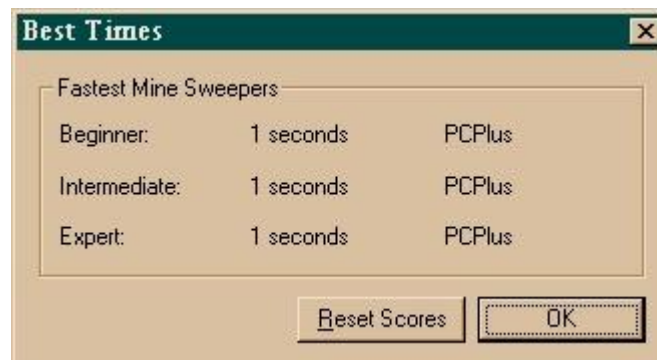 Best Times
Fastest Mine Sweepers
Beginner: 1 seconds PCPlus
Intermediate: 1 seconds PCPlus
Expert: 1 seconds PCPlus
Reset Scores OK